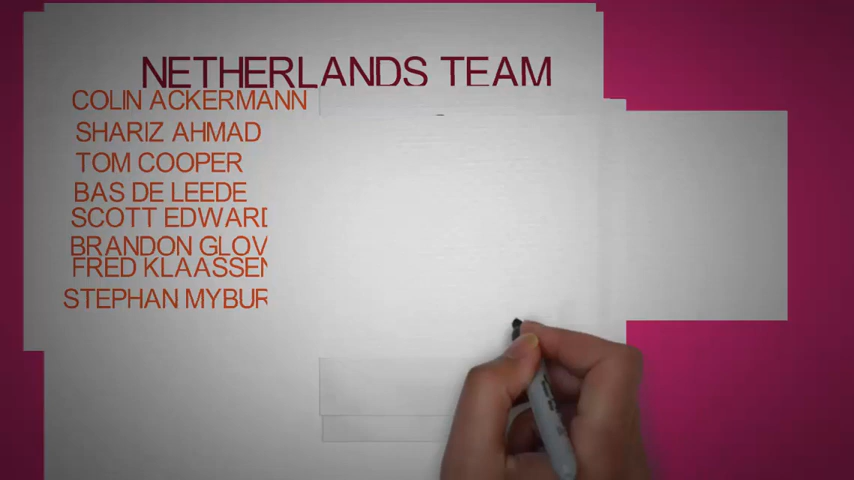 NETHERLANDS TEAM
COLIN ACKERMANN
SHARIZ AHMAD
TOM COOPER
BAS DE LEEDE
SCOTT EDWARD
BRANDON GLOV
FRED KLAASSEN
STEPHAN MYBUR